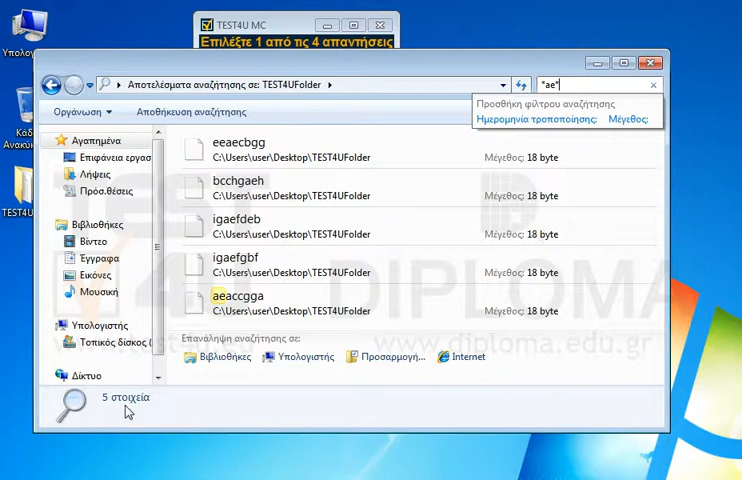 Υπολογ
TEST4U MC
Επιλέξτε 1 από τις 4 απαντήσεις
Αποτελέσματα αναζήτησης σε: TEST4UFolder
*ae*
Προσθήκη φίλτρου αναζήτησης
Ημερομηνία τροποποίησης: Μέγεθος:
Οργάνωση
Αποθήκευση αναζήτησης
Κάδ
Ανακύκ
TEST4U
Αγαπημένα
Επιφάνεια εργασ
Λήψεις
Πρόσ.θέσεις
Βιβλιοθήκες
Βίντεο
Έγγραφα
Εικόνες
Μουσική
Υπολογιστής
Τοπικός δίσκος (
Δίκτυο
eeaecbgg
C:\Users\user\Desktop\TEST4UFolder
Μέγεθος: 18 byte
bcchgaeh
C:\Users\user\Desktop\TEST4UFolder
Μέγεθος: 18 byte
igaefdeb
C:\Users\user\Desktop\TEST4UFolder
Μέγεθος: 18 byte
igaefgbf
C:\Users\user\Desktop\TEST4UFolder
Μέγεθος: 18 byte
aeaccgga
C:\Users\user\Desktop\TEST4UFolder
Μέγεθος: 18 byte
Επανάληψη αναζήτησης σε:
Βιβλιοθήκες
Υπολογιστής
Προσαρμογή...
Internet
5 στοιχεία
TEST
4U
DIPLOMA
www.diploma.edu.gr